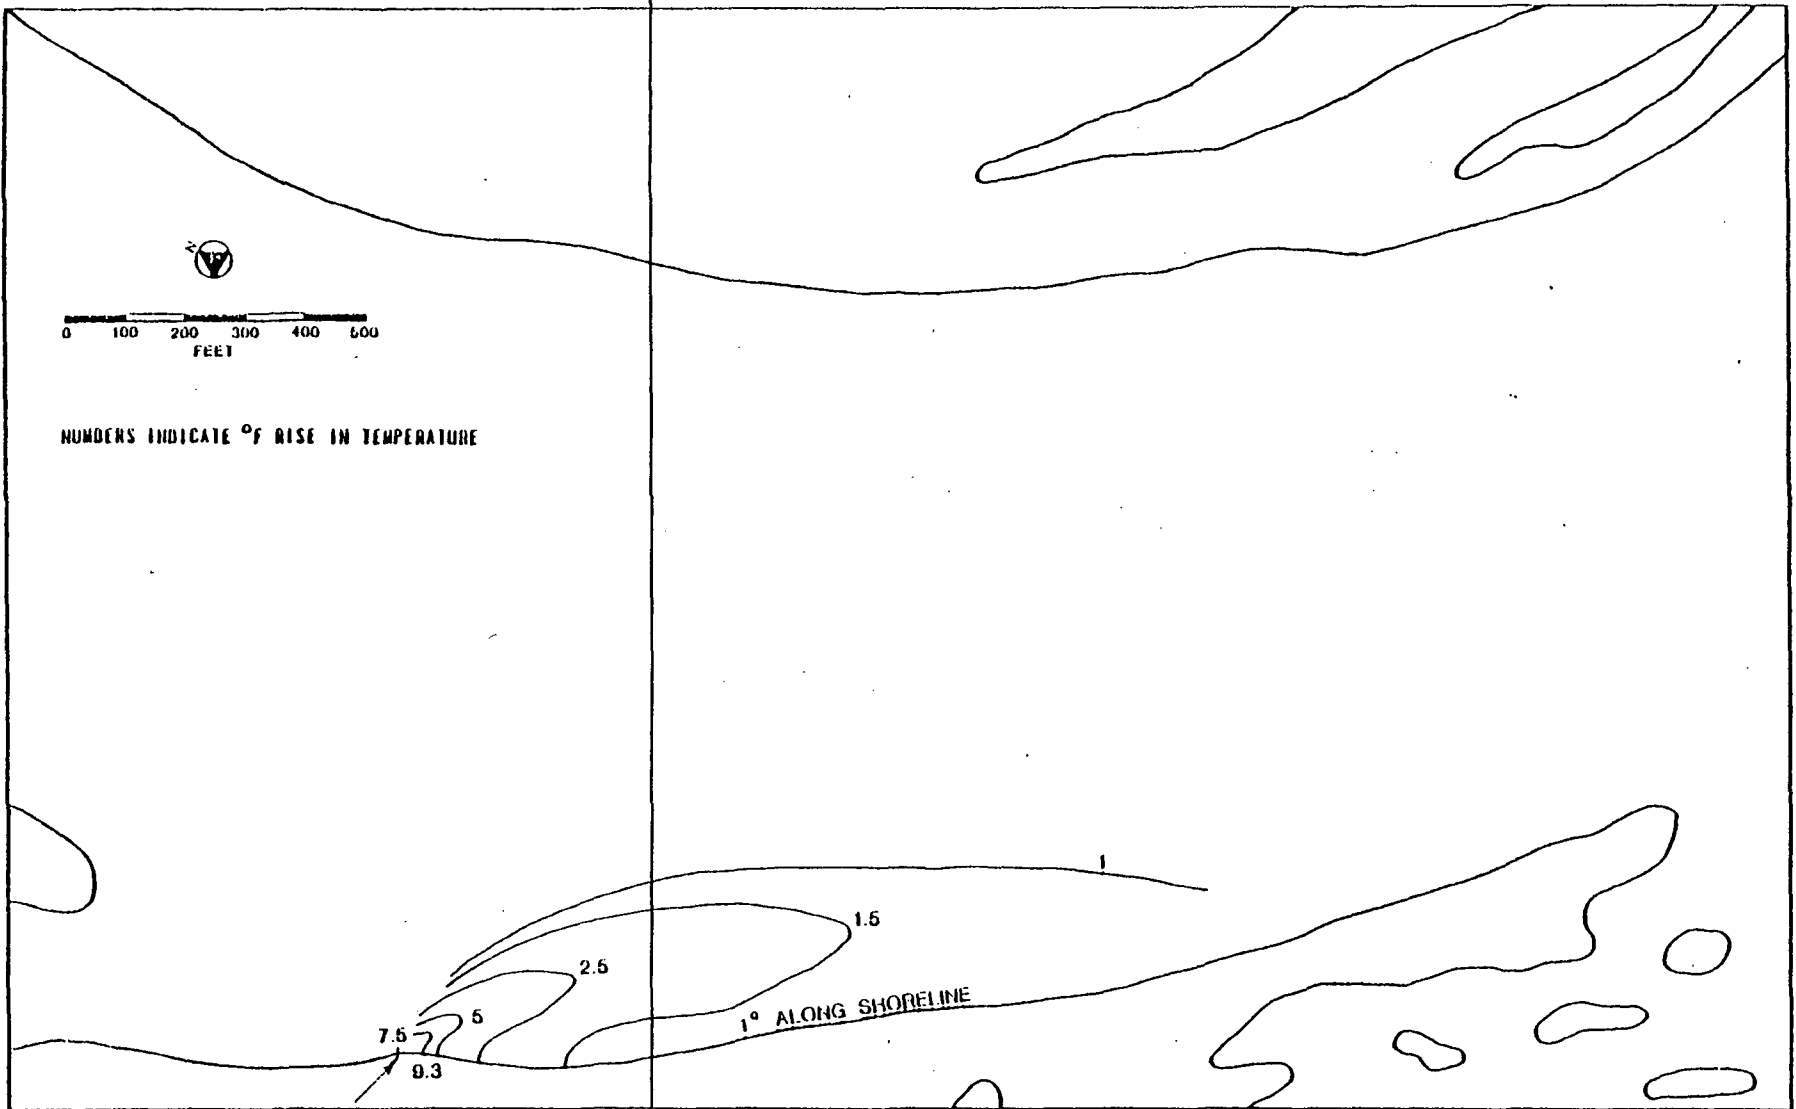 N
0 100 200 300 400 500
FEET
NUMBERS INDICATE °F RISE IN TEMPERATURE
1
1.5
2.5
5
7.5
9.3
1° ALONG SHORELINE